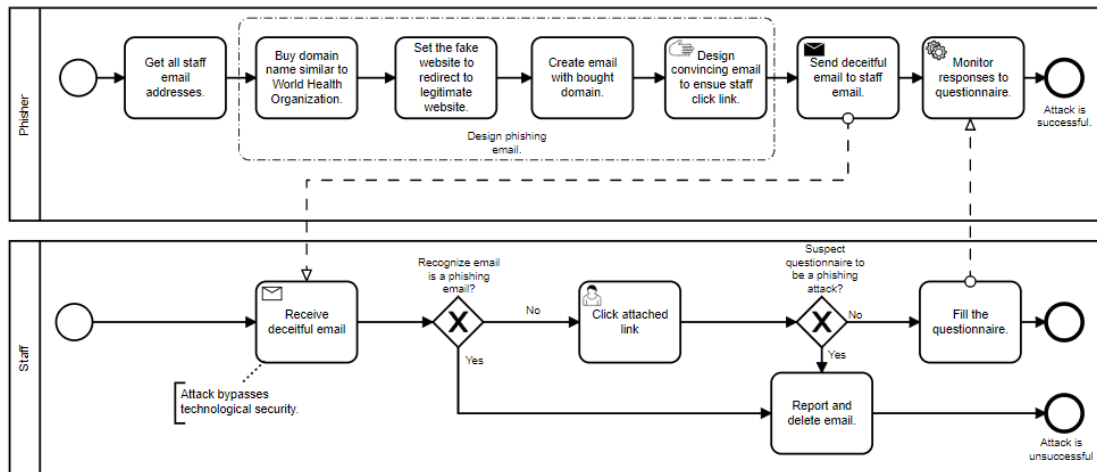 Phisher
Get all staff
email
addresses.
Buy domain
name similar to
World Health
Organization.
Set the fake
website to
redirect to
legitimate
website.
Create email
with bought
domain.
Design
convincing email
to ensue staff
click link.
Send deceitful
email to staff
email.
Monitor
responses to
questionnaire.
Attack is
successful.
Design phishing
email.
Staff
Receive
deceitful email
Attack bypasses
technological security.
Recognize email
is a phishing
email?
No
Yes
Click attached
link
Suspect
questionnaire to
be a phishing
attack?
No
Yes
Fill the
questionnaire.
Report and
delete email.
Attack is
unsuccessful